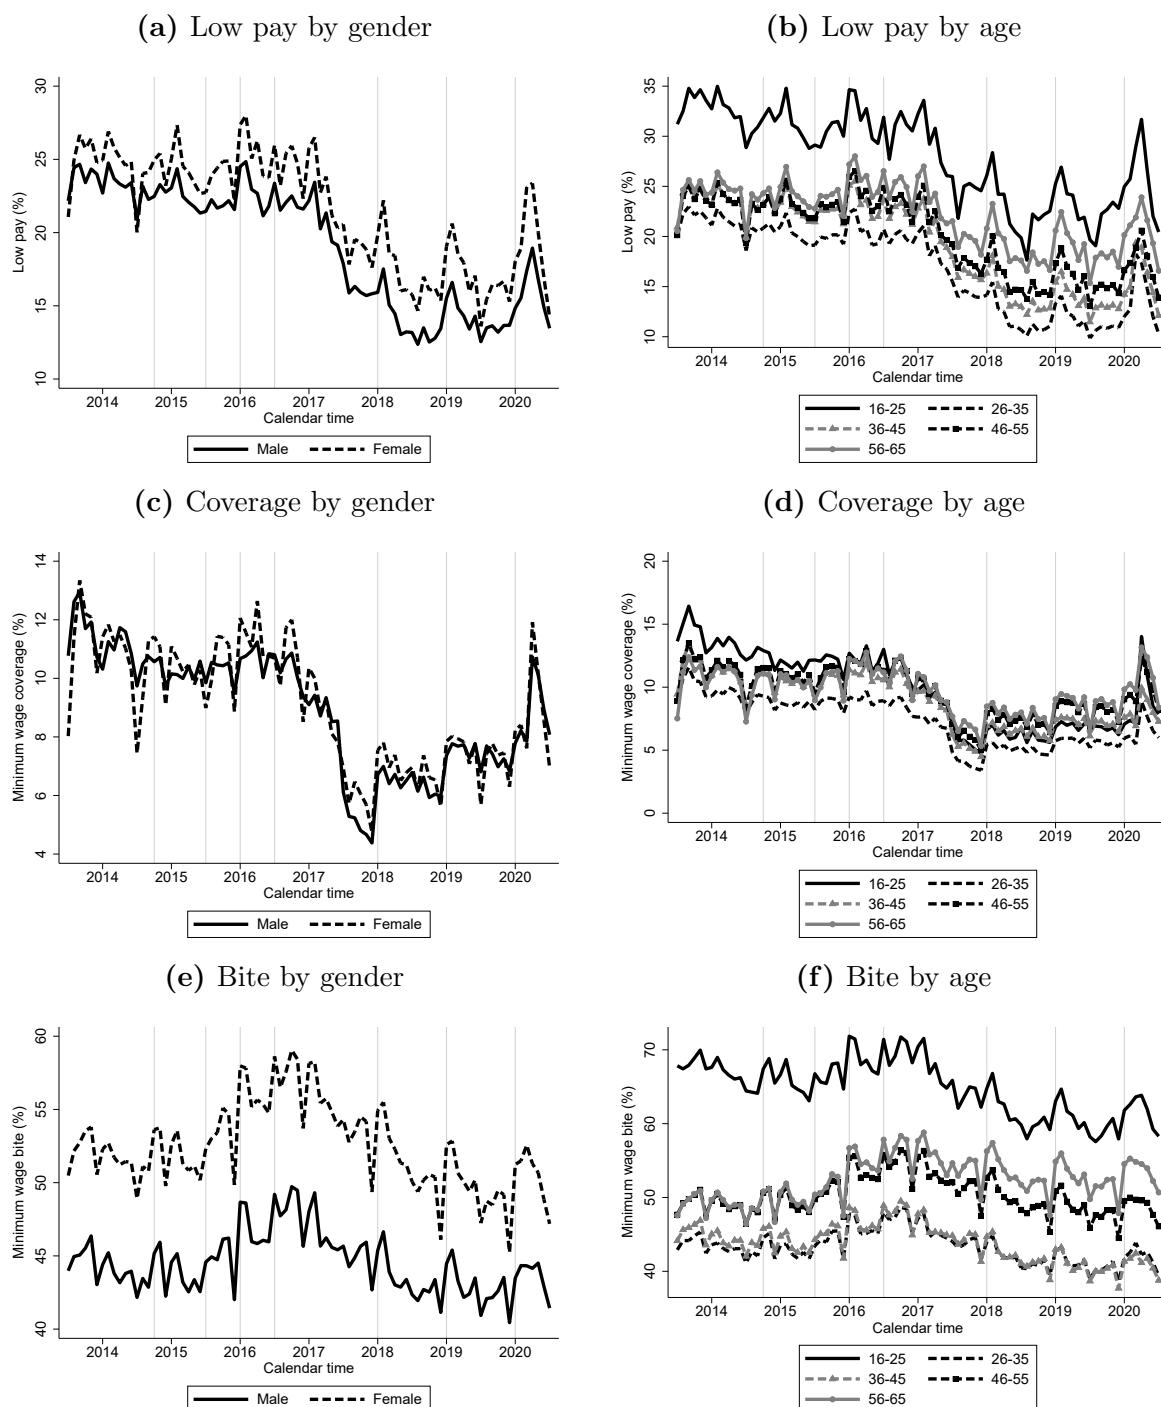 (a) Low pay by gender
Low pay (%)
30
25
20
15
10
2014 2015 2016 2017 2018 2019 2020
Calendar time
Male Female
(b) Low pay by age
Low pay (%)
35
30
25
20
15
10
2014 2015 2016 2017 2018 2019 2020
Calendar time
16-25 26-35
36-45 46-55
56-65
(c) Coverage by gender
Minimum wage coverage (%)
14
12
10
8
6
4
2014 2015 2016 2017 2018 2019 2020
Calendar time
Male Female
(d) Coverage by age
Minimum wage coverage (%)
20
15
10
5
0
2014 2015 2016 2017 2018 2019 2020
Calendar time
16-25 26-35
36-45 46-55
56-65
(e) Bite by gender
Minimum wage bite (%)
60
55
50
45
40
2014 2015 2016 2017 2018 2019 2020
Calendar time
Male Female
(f) Bite by age
Minimum wage bite (%)
70
60
50
40
2014 2015 2016 2017 2018 2019 2020
Calendar time
16-25 26-35
36-45 46-55
56-65